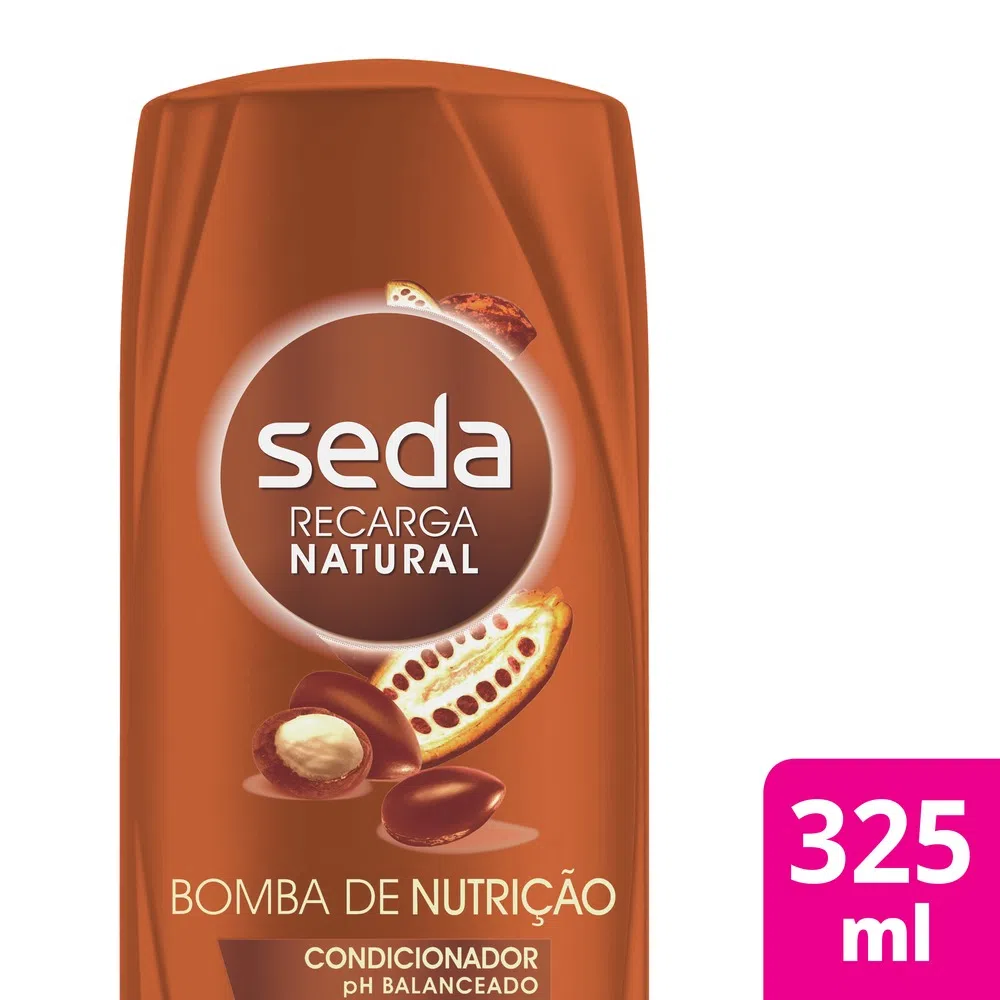 seda
RECARGA
NATURAL
BOMBA DE NUTRIÇÃO
CONDICIONADOR
pH BALANCEADO
325
ml